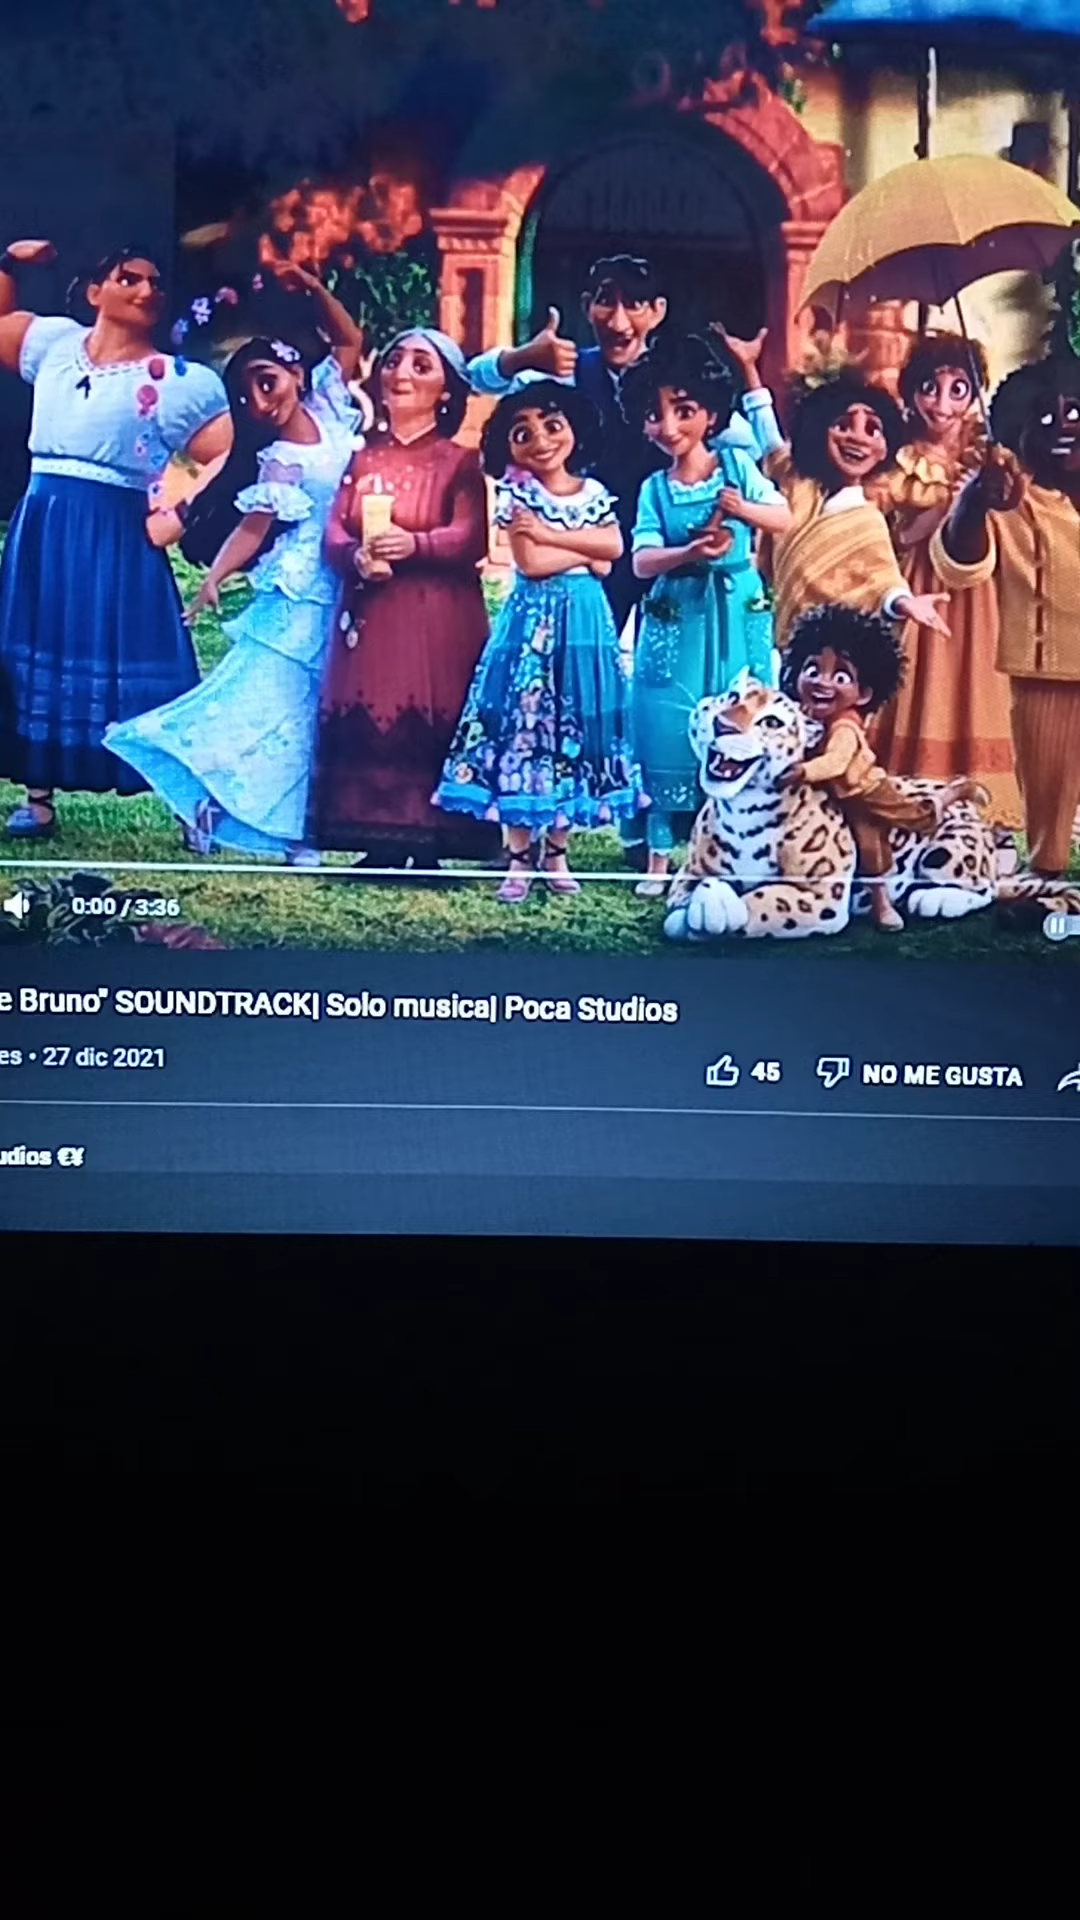 0:00 / 3:36
e Bruno" SOUNDTRACK| Solo musica| Poca Studios
es • 27 dic 2021
45
NO ME GUSTA
udios €¥